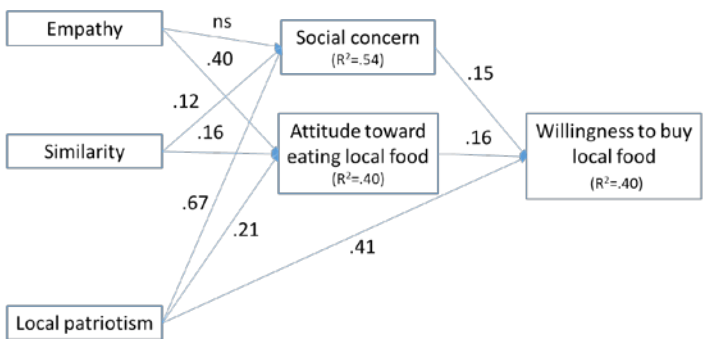 Empathy
ns
Social concern
(R²=.54)
.40
.15
.12
Similarity
.16
Attitude toward
eating local food
(R²=.40)
.16
Willingness to buy
local food
(R²=.40)
.67
.21
.41
Local patriotism